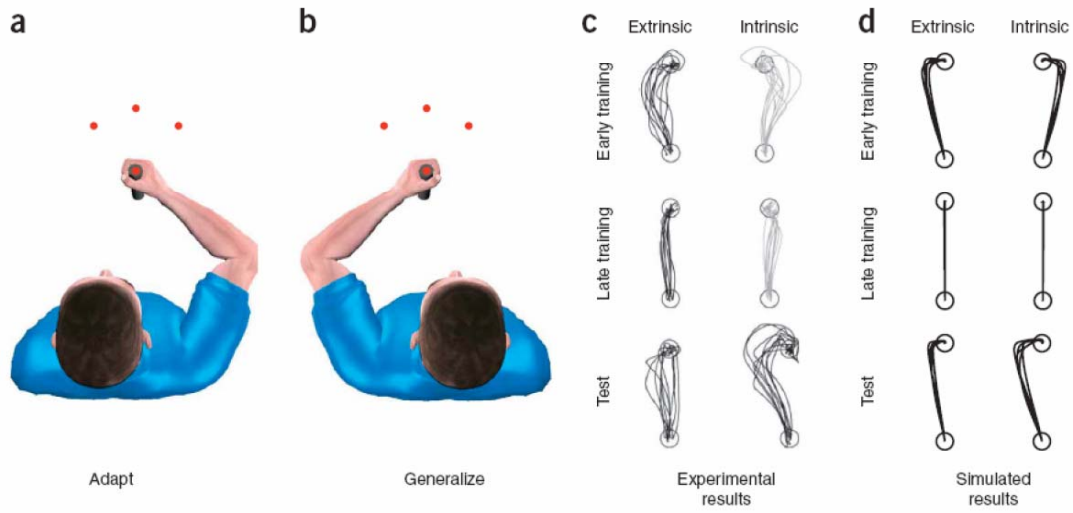 a
b
c
d
Extrinsic
Intrinsic
Extrinsic
Intrinsic
Early training
Early training
Late training
Late training
Test
Test
Adapt
Generalize
Experimental
results
Simulated
results